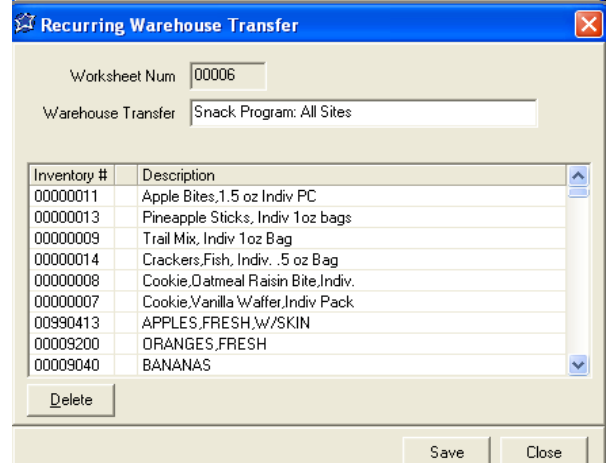 Recurring Warehouse Transfer
Worksheet Num 00006
Warehouse Transfer Snack Program: All Sites
Inventory # Description
00000011 Apple Bites,1.5 oz Indiv PC
00000013 Pineapple Sticks, Indiv 1oz bags
00000009 Trail Mix, Indiv 1oz Bag
00000014 Crackers,Fish, Indiv. .5 oz Bag
00000008 Cookie,Oatmeal Raisin Bite,Indiv.
00000007 Cookie,Vanilla Waffer,Indiv Pack
00990413 APPLES,FRESH,W/SKIN
00009200 ORANGES,FRESH
00009040 BANANAS
Delete
Save Close